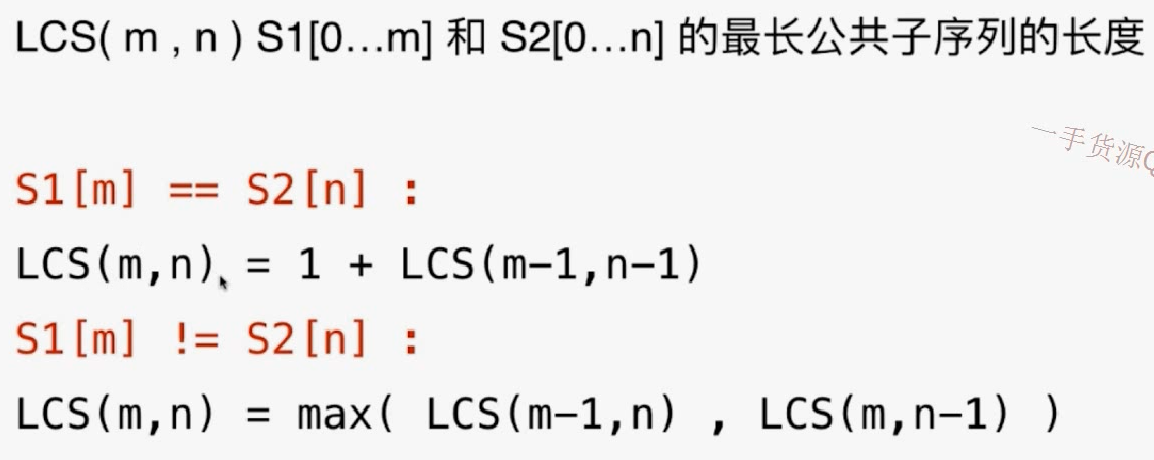 LCS( m , n ) S1[0...m] 和 S2[0...n] 的最长公共子序列的长度
一手货源Q
S1[m] == S2[n] :
LCS(m,n) = 1 + LCS(m-1,n-1)
S1[m] != S2[n] :
LCS(m,n) = max( LCS(m-1,n) , LCS(m,n-1) )